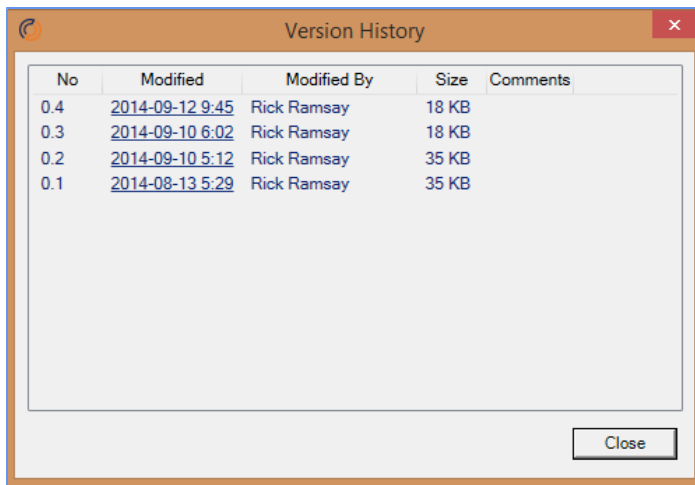 Version History
No Modified Modified By Size Comments
0.4 2014-09-12 9:45 Rick Ramsay 18 KB
0.3 2014-09-10 6:02 Rick Ramsay 18 KB
0.2 2014-09-10 5:12 Rick Ramsay 35 KB
0.1 2014-08-13 5:29 Rick Ramsay 35 KB
Close